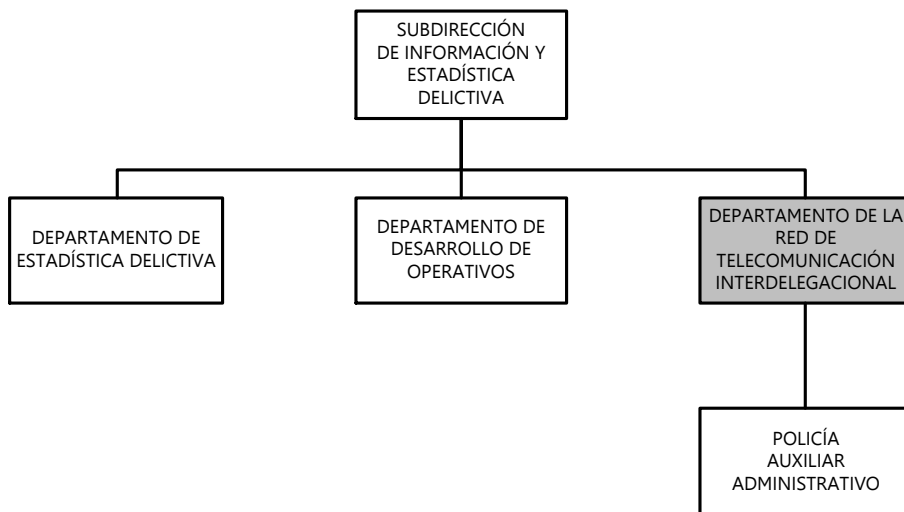 SUBDIRECCIÓN
DE INFORMACIÓN Y
ESTADÍSTICA
DELICTIVA
DEPARTAMENTO DE
ESTADÍSTICA DELICTIVA
DEPARTAMENTO DE
DESARROLLO DE
OPERATIVOS
DEPARTAMENTO DE LA
RED DE
TELECOMUNICACIÓN
INTERDELEGACIONAL
POLICÍA
AUXILIAR
ADMINISTRATIVO